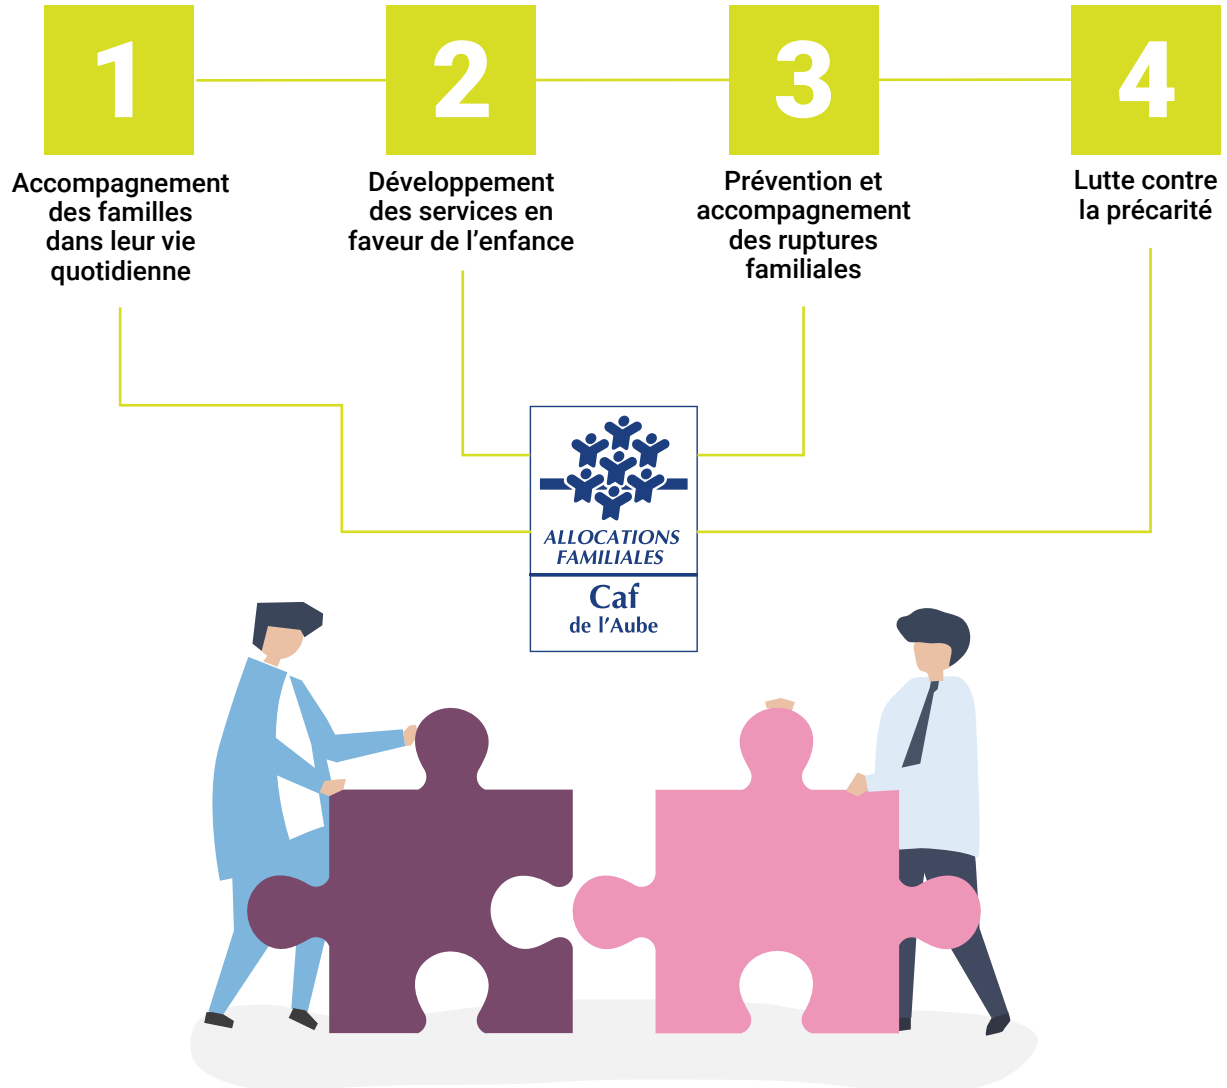 1
Accompagnement
des familles
dans leur vie
quotidienne
2
Développement
des services en
faveur de l’enfance
3
Prévention et
accompagnement
des ruptures
familiales
4
Lutte contre
la précarité
ALLOCATIONS
FAMILIALES
Caf
de l’Aube